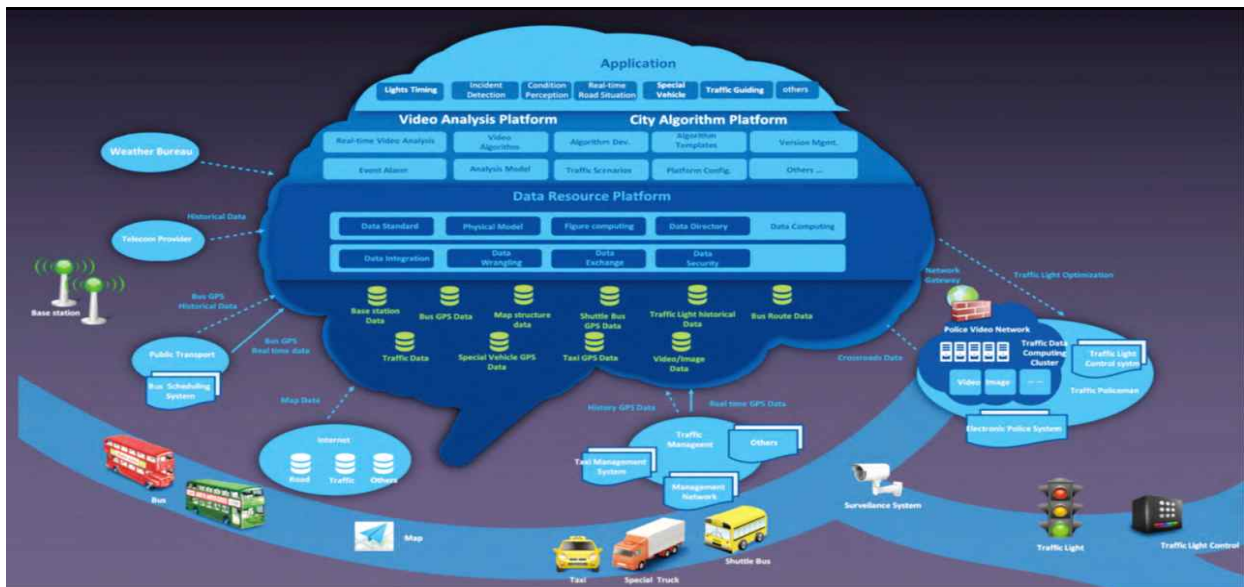 Application
Lights Timing
Incident
Detection
Condition
Perception
Real-time
Road Situation
Special
Vehicle
Traffic Guiding
others
Video Analysis Platform
City Algorithm Platform
Real-time Video Analysis
Video
Algorithm
Algorithm Dev.
Algorithm
Templates
Version Mgmt.
Event Alarm
Analysis Model
Traffic Scenarios
Platform Config.
Others ...
Data Resource Platform
Data Standard
Physical Model
Figure computing
Data Directory
Data Computing
Data Integration
Data
Wrangling
Data
Exchange
Data
Security
Base station
Data
Bus GPS Data
Map structure
data
Shuttle Bus
GPS Data
Traffic Light historical
Data
Bus Route Data
Traffic Data
Special Vehicle GPS
Data
Taxi GPS Data
Video/Image
Data
Weather Bureau
Historical Data
Telecom Provider
Base station
Bus GPS
Historical Data
Bus GPS
Real time data
Public Transport
Bus Scheduling
System
Map Data
Internet
Road
Traffic
Others
History GPS Data
Real time GPS Data
Traffic
Manageent
Others
Taxi Management
System
Management
Network
Network
Gateway
Traffic Light Optimization
Crossroads Data
Police Video Network
Traffic Data
Computing
Cluster
Video
Image
... ...
Traffic Light
Control systm
Traffic Policeman
Electronic Police System
Bus
Map
Taxi
Special Truck
Shuttle Bus
Surveliance System
Traffic Light
Traffic Light Control